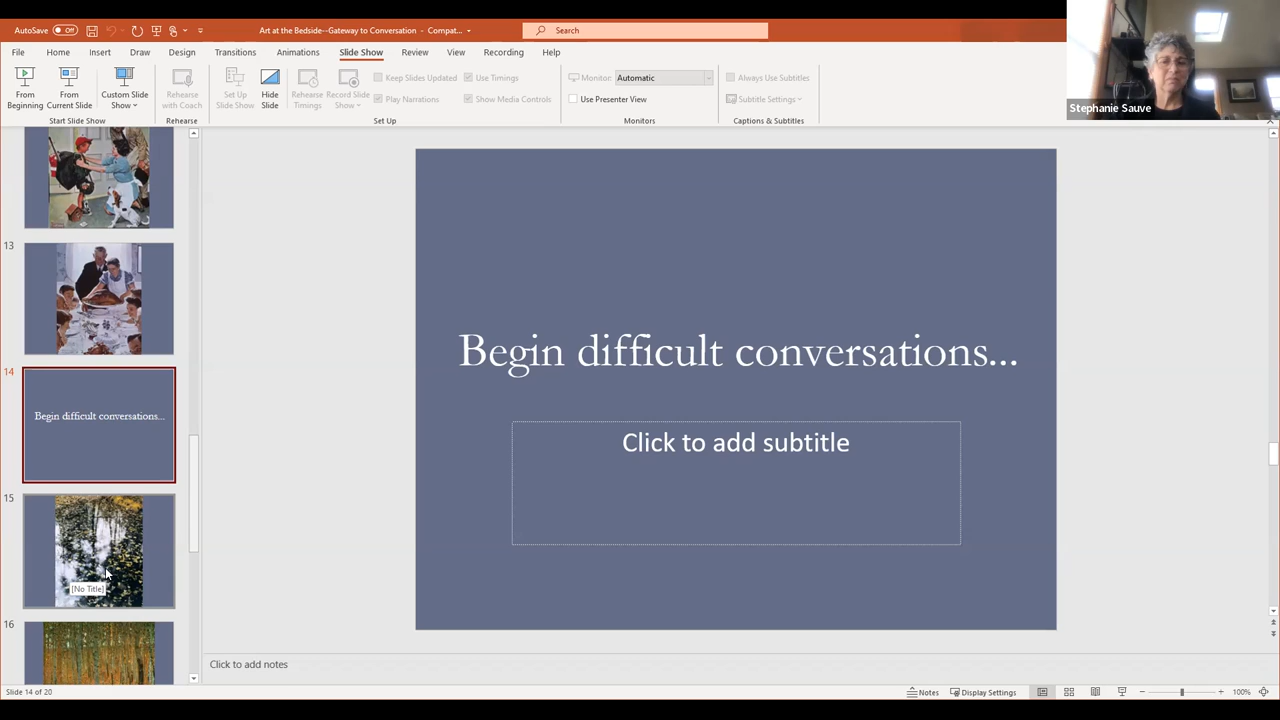 AutoSave Off Art at the Bedside--Gateway to Conversation - Compat... Search
File Home Insert Draw Design Transitions Animations Slide Show Review View Recording Help
From Beginning
From Current Slide
Custom Slide Show
Start Slide Show
Rehearse with Coach
Rehearse
Set Up Slide Show
Hide Slide
Rehearse Timings
Record Slide Show
Keep Slides Updated
Play Narrations
Use Timings
Show Media Controls
Set Up
Monitor: Automatic
Use Presenter View
Monitors
Always Use Subtitles
Subtitle Settings
Captions & Subtitles
Stephanie Sauve
13
14
Begin difficult conversations...
15
[No Title]
16
Begin difficult conversations...
Click to add subtitle
Click to add notes
Slide 14 of 20 Notes Display Settings 100%